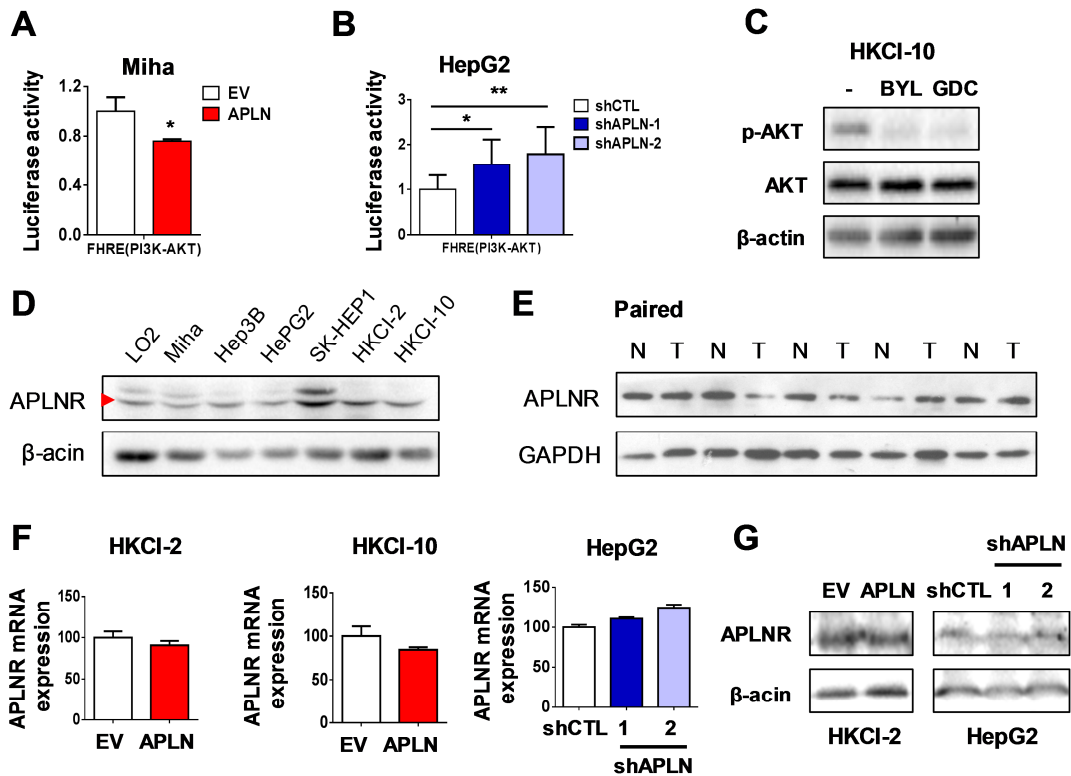 A
Miha
Luciferase activity
1.2
0.8
0.4
0.0
*
EV
APLN
FHRE(PI3K-AKT)
B
HepG2
Luciferase activity
3
2
1
0
**
*
shCTL
shAPLN-1
shAPLN-2
FHRE(PI3K-AKT)
C
HKCI-10
- BYL GDC
p-AKT
AKT
β-actin
D
LO2 Miha Hep3B HePG2 SK-HEP1 HKCI-2 HKCI-10
APLNR
β-acin
E
Paired
N T N T N T N T N T
APLNR
GAPDH
F
HKCI-2
APLNR mRNA
expression
150
100
50
0
EV APLN
HKCI-10
APLNR mRNA
expression
150
100
50
0
EV APLN
HepG2
APLNR mRNA
expression
150
100
50
0
shCTL 1 2
shAPLN
G
shAPLN
EV APLN shCTL 1 2
APLNR
β-acin
HKCI-2 HepG2